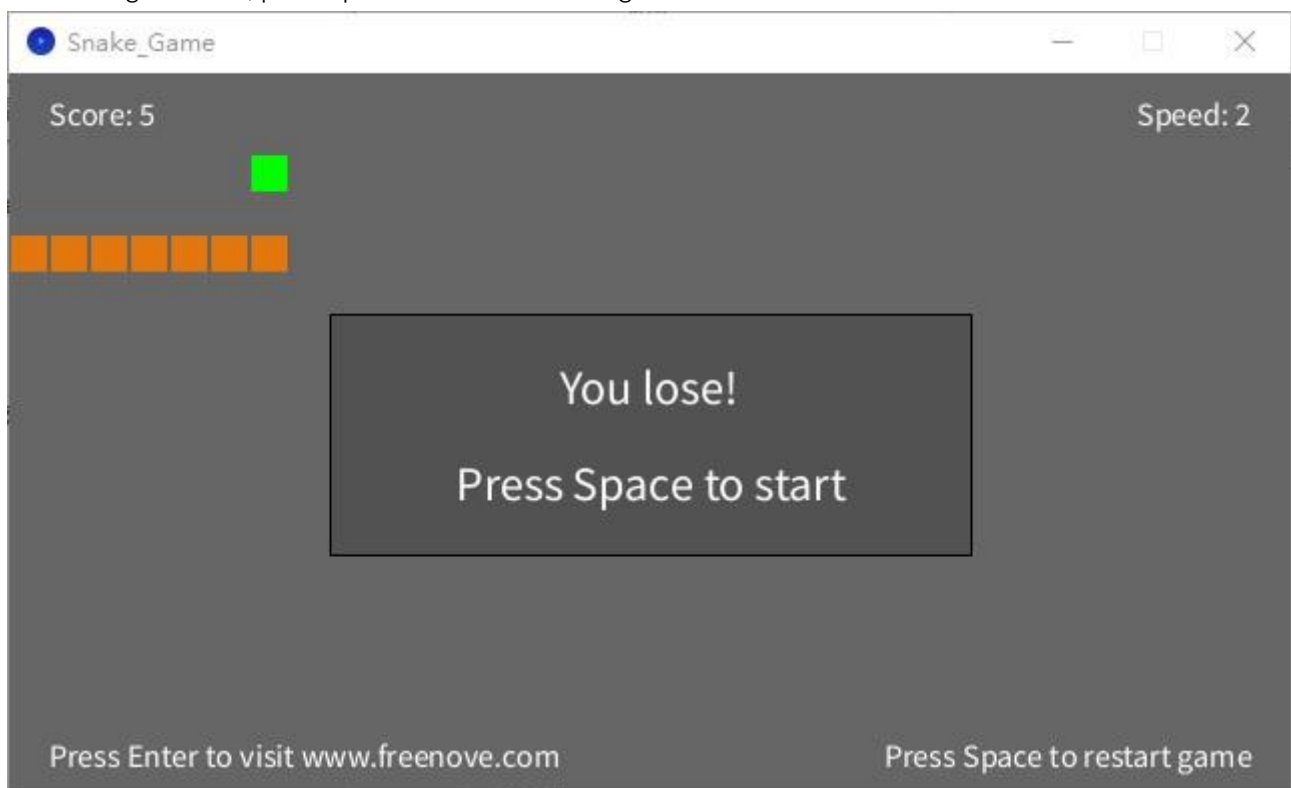 Snake_Game
Score: 5
Speed: 2
You lose!
Press Space to start
Press Enter to visit www.freenove.com
Press Space to restart game